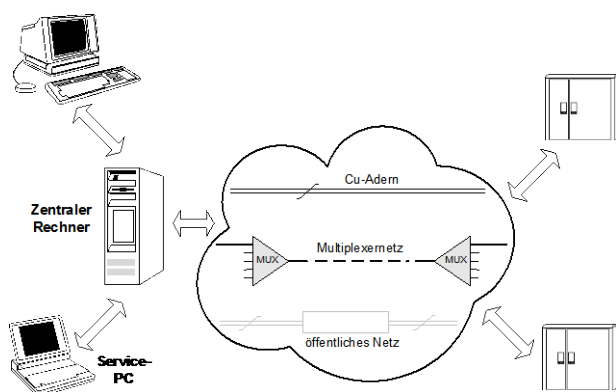 Cu-Adern
Zentraler
Rechner
MUX
Multiplexernetz
MUX
öffentliches Netz
Service-
PC